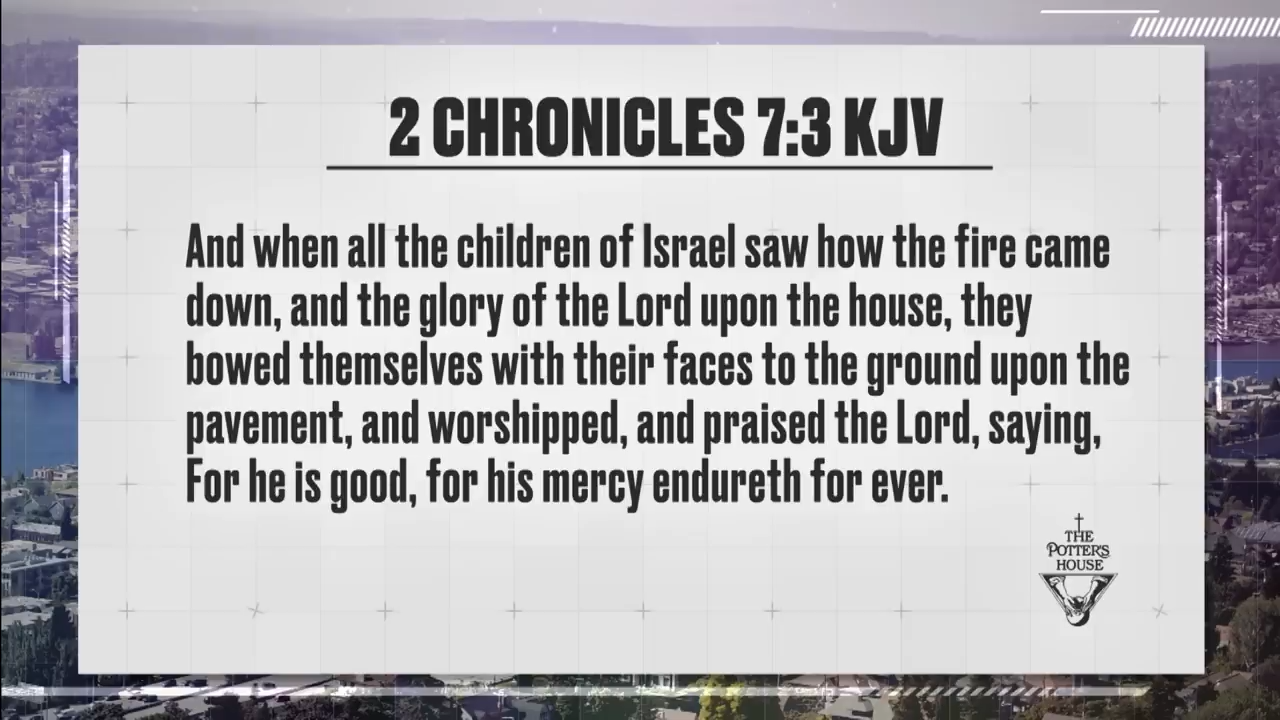 2 CHRONICLES 7:3 KJV
And when all the children of Israel saw how the fire came
down, and the glory of the Lord upon the house, they
bowed themselves with their faces to the ground upon the
pavement, and worshipped, and praised the Lord, saying,
For he is good, for his mercy endureth for ever.
THE
POTTER'S
HOUSE